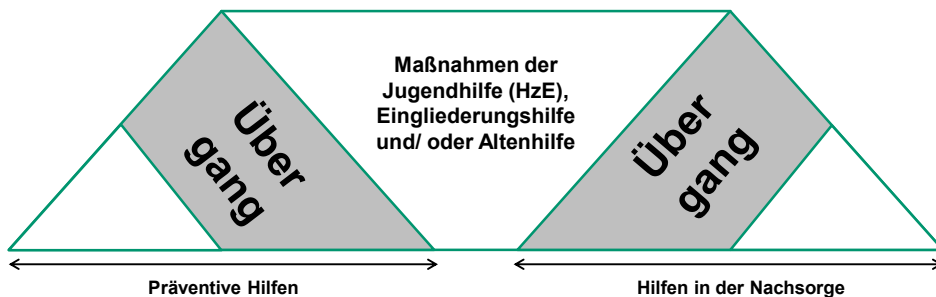 Maßnahmen der
Jugendhilfe (HzE),
Eingliederungshilfe
und/ oder Altenhilfe
Über
gang
Über
gang
Präventive Hilfen
Hilfen in der Nachsorge